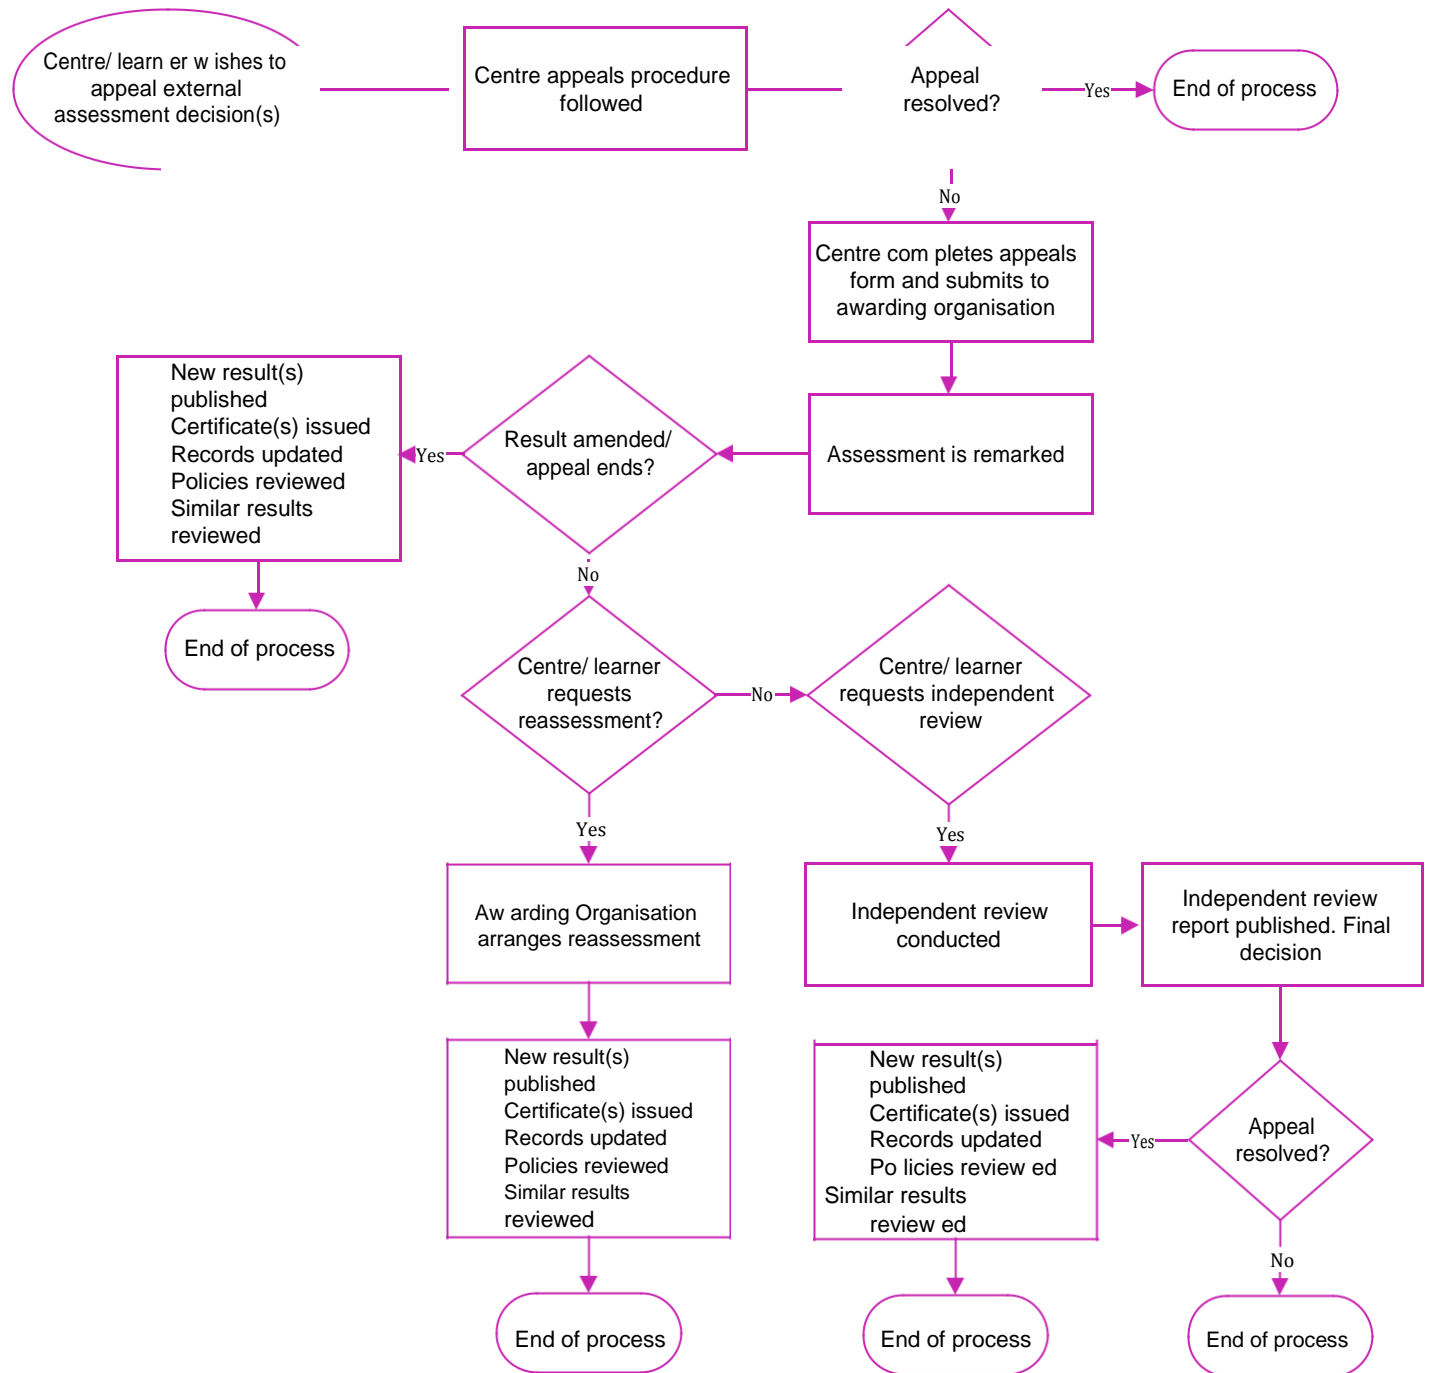 Centre/ learn er w ishes to
appeal external
assessment decision(s)
Centre appeals procedure
followed
Appeal
resolved?
Yes
End of process
No
Centre com pletes appeals
form and submits to
awarding organisation
Assessment is remarked
Result amended/
appeal ends?
Yes
New result(s)
published
Certificate(s) issued
Records updated
Policies reviewed
Similar results
reviewed
End of process
No
Centre/ learner
requests
reassessment?
No
Centre/ learner
requests independent
review
Yes
Aw arding Organisation
arranges reassessment
New result(s)
published
Certificate(s) issued
Records updated
Policies reviewed
Similar results
reviewed
End of process
Yes
Independent review
conducted
Independent review
report published. Final
decision
Appeal
resolved?
Yes
New result(s)
published
Certificate(s) issued
Records updated
Po licies review ed
Similar results
review ed
End of process
No
End of process